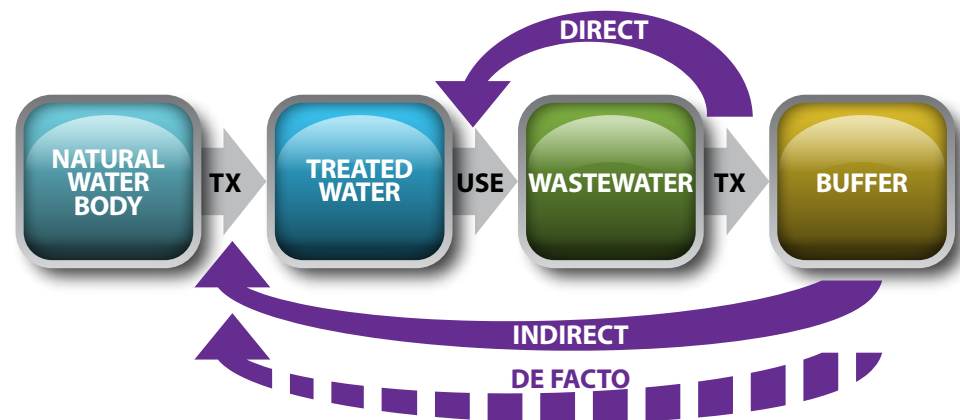 DIRECT
NATURAL
WATER
BODY
TX
TREATED
WATER
USE
WASTEWATER
TX
BUFFER
INDIRECT
DE FACTO